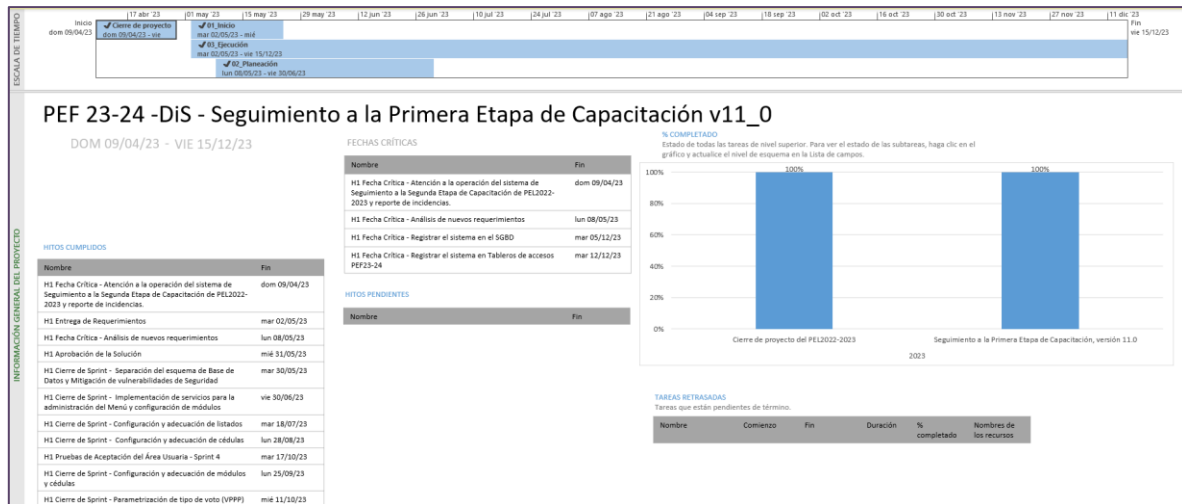 ESCALA DE TIEMPO
17 abr '23 01 may '23 15 may '23 29 may '23 12 jun '23 26 jun '23 10 jul '23 24 jul '23 07 ago '23 21 ago '23 04 sep '23 18 sep '23 02 oct '23 16 oct '23 30 oct '23 13 nov '23 27 nov '23 11 dic '23
Inicio
dom 09/04/23
Cierre de proyecto
dom 09/04/23 - vie
01_Inicio
mar 02/05/23 - mié
03_Ejecución
mar 02/05/23 - vie 15/12/23
02_Planeación
lun 08/05/23 - vie 30/06/23
Fin
vie 15/12/23
INFORMACIÓN GENERAL DEL PROYECTO
PEF 23-24 -DiS - Seguimiento a la Primera Etapa de Capacitación v11_0
DOM 09/04/23 - VIE 15/12/23
HITOS CUMPLIDOS
Nombre Fin
H1 Fecha Crítica - Atención a la operación del sistema de dom 09/04/23
Seguimiento a la Segunda Etapa de Capacitación de PEL2022-
2023 y reporte de incidencias.
H1 Entrega de Requerimientos mar 02/05/23
H1 Fecha Crítica - Análisis de nuevos requerimientos lun 08/05/23
H1 Aprobación de la Solución mié 31/05/23
H1 Cierre de Sprint - Separación del esquema de Base de mar 30/05/23
Datos y Mitigación de vulnerabilidades de Seguridad
H1 Cierre de Sprint - Implementación de servicios para la vie 30/06/23
administración del Menú y configuración de módulos
H1 Cierre de Sprint - Configuración y adecuación de listados mar 18/07/23
H1 Cierre de Sprint - Configuración y adecuación de cédulas lun 28/08/23
H1 Pruebas de Aceptación del Área Usuaria - Sprint 4 mar 17/10/23
H1 Cierre de Sprint - Configuración y adecuación de módulos lun 25/09/23
y cédulas
H1 Cierre de Sprint - Parametrización de tipo de voto (VPPP) mié 11/10/23
FECHAS CRÍTICAS
Nombre Fin
H1 Fecha Crítica - Atención a la operación del sistema de dom 09/04/23
Seguimiento a la Segunda Etapa de Capacitación de PEL2022-
2023 y reporte de incidencias.
H1 Fecha Crítica - Análisis de nuevos requerimientos lun 08/05/23
H1 Fecha Crítica - Registrar el sistema en el SGBD mar 05/12/23
H1 Fecha Crítica - Registrar el sistema en Tableros de accesos mar 12/12/23
PEF23-24
HITOS PENDIENTES
Nombre Fin
% COMPLETADO
Estado de todas las tareas de nivel superior. Para ver el estado de las subtareas, haga clic en el
gráfico y actualice el nivel de esquema en la Lista de campos.
100% 100%
100%
80%
60%
40%
20%
0%
Cierre de proyecto del PEL2022-2023 Seguimiento a la Primera Etapa de Capacitación, versión 11.0
2023
TAREAS RETRASADAS
Tareas que están pendientes de término.
Nombre Comienzo Fin Duración % completado Nombres de los recursos